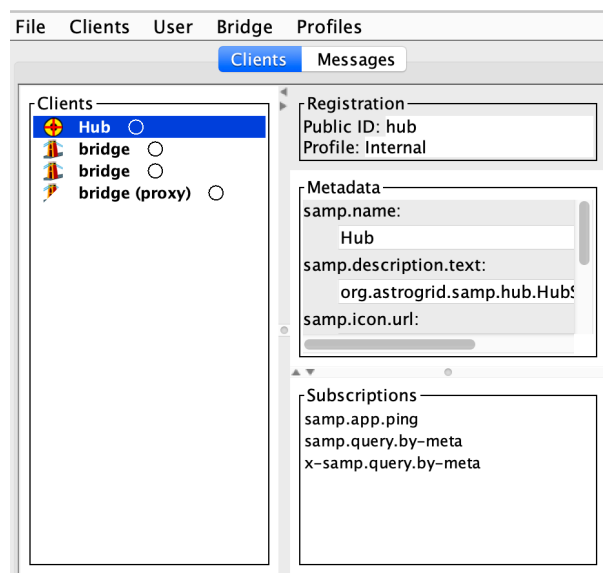 File Clients User Bridge Profiles
Clients Messages
Clients
Hub
bridge
bridge
bridge (proxy)
Registration
Public ID: hub
Profile: Internal
Metadata
samp.name:
Hub
samp.description.text:
org.astrogrid.samp.hub.HubS
samp.icon.url:
Subscriptions
samp.app.ping
samp.query.by-meta
x-samp.query.by-meta